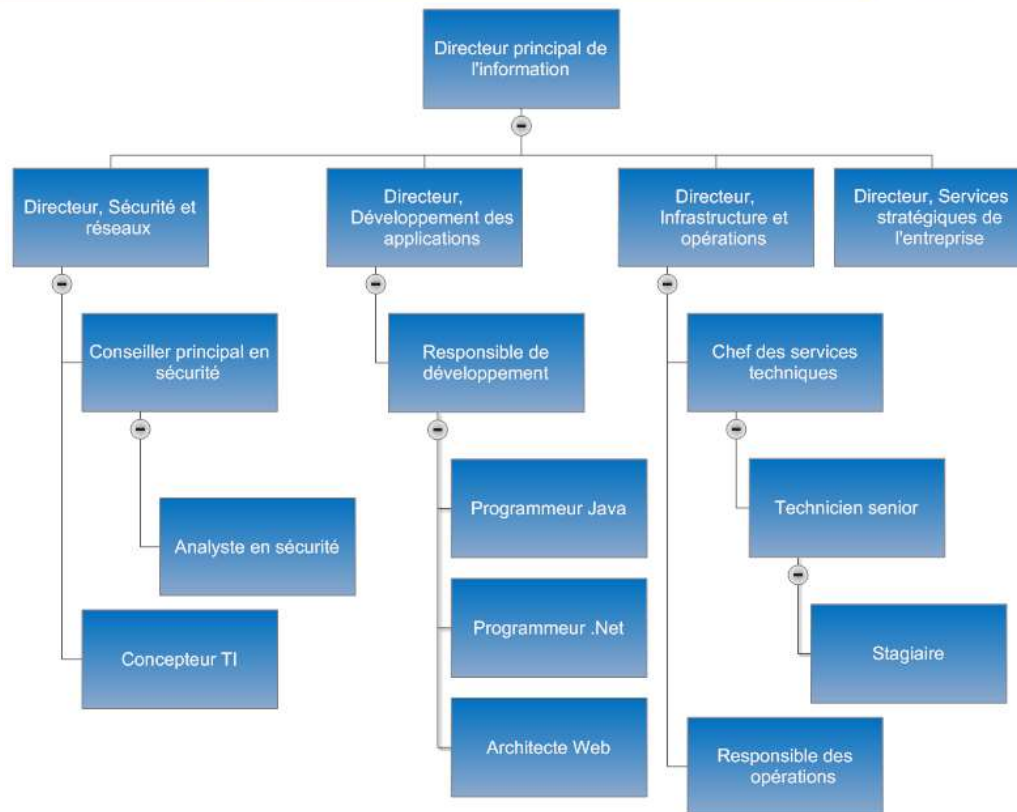 Directeur principal de
l'information
Directeur, Sécurité et
réseaux
Directeur,
Développement des
applications
Directeur,
Infrastructure et
opérations
Directeur, Services
stratégiques de
l'entreprise
Conseiller principal en
sécurité
Responsible de
développement
Chef des services
techniques
Analyste en sécurité
Programmeur Java
Technicien senior
Concepteur TI
Programmeur .Net
Stagiaire
Architecte Web
Responsible des
opérations